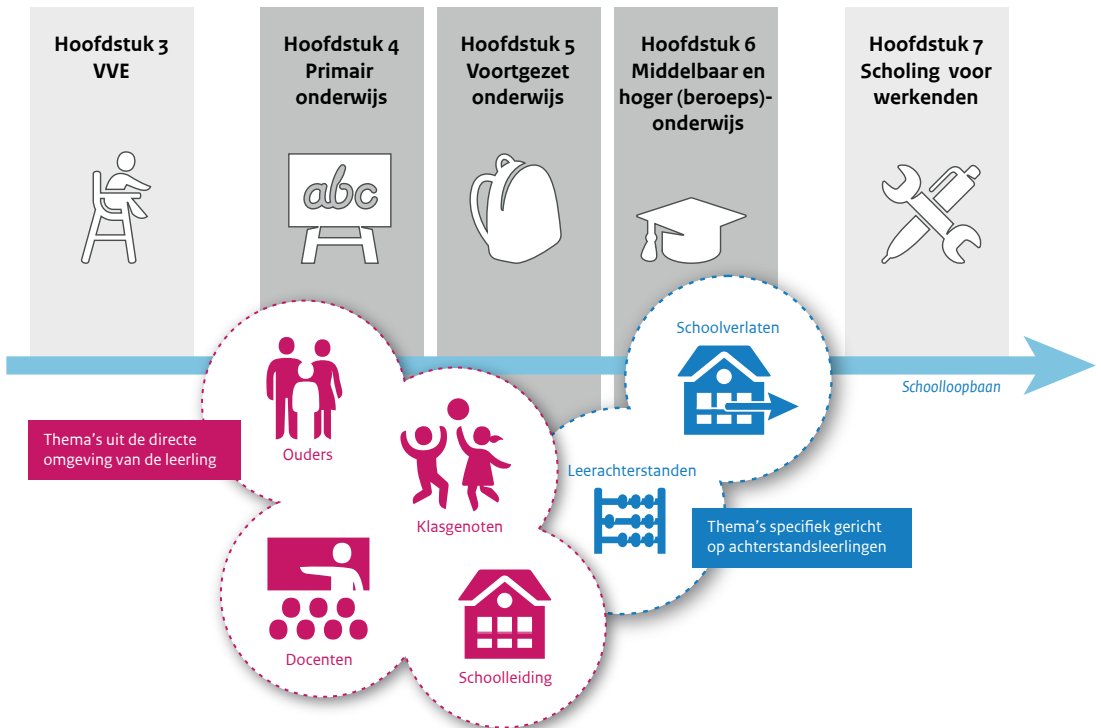 Hoofdstuk 3
VVE
Hoofdstuk 4
Primair
onderwijs
Hoofdstuk 5
Voortgezet
onderwijs
Hoofdstuk 6
Middelbaar en
hoger (beroeps)-
onderwijs
Hoofdstuk 7
Scholing voor
werkenden
abc
Schoolverlaten
Schoolloopbaan
Thema's uit de directe
omgeving van de leerling
Ouders
Klasgenoten
Leerachterstanden
Thema's specifiek gericht
op achterstandsleerlingen
Docenten
Schoolleiding